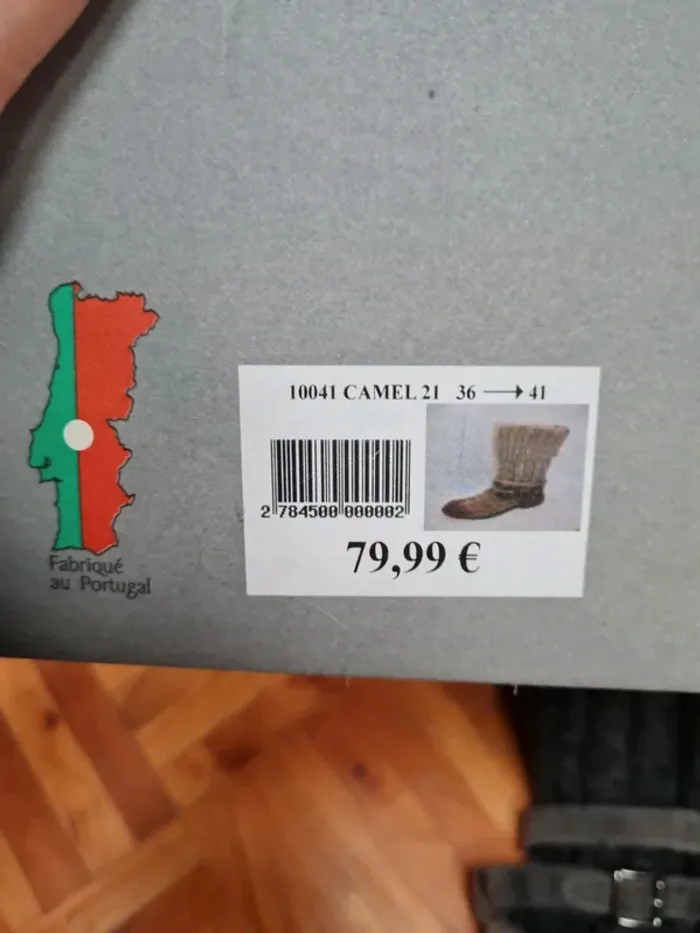 10041 CAMEL 21 36 → 41
2 784500 000002
79,99 €
Fabriqué
au Portugal